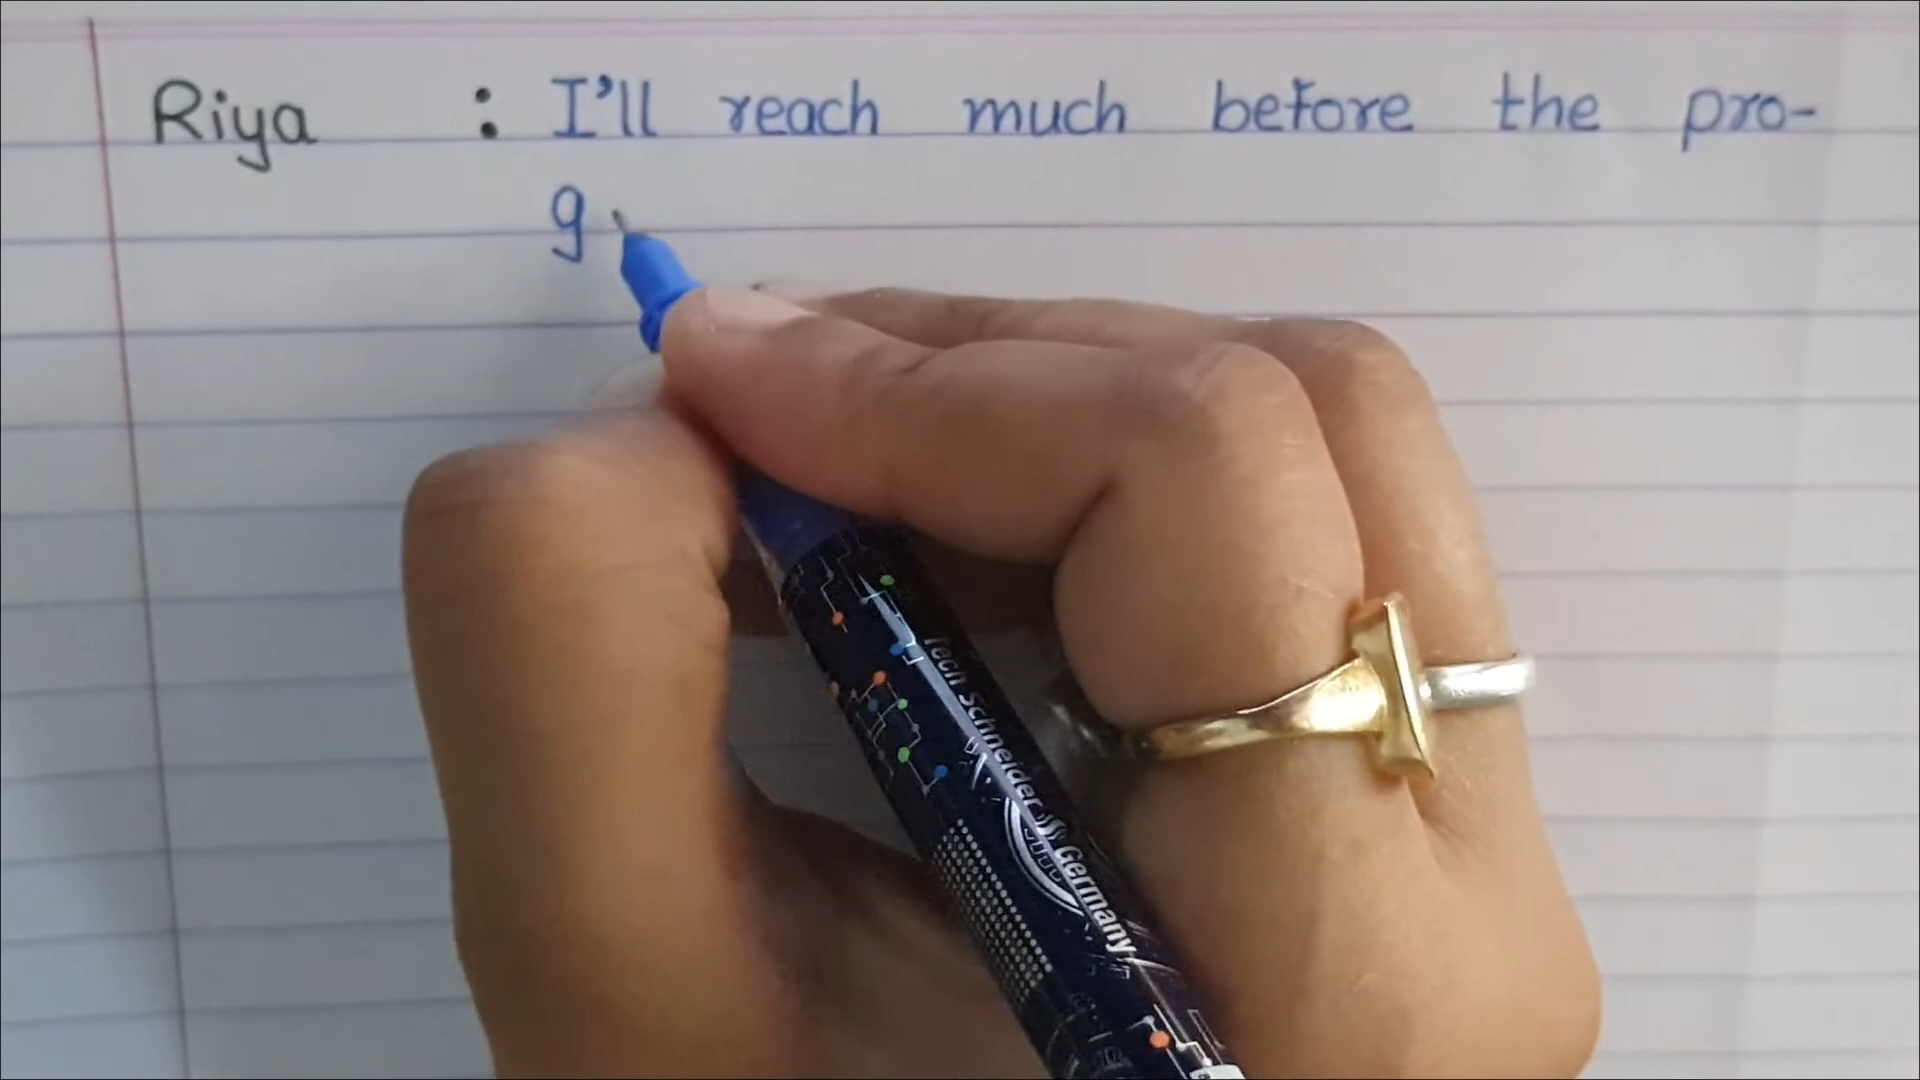 Riya : I'll reach much before the pro-
g
Tech Schneider Germany